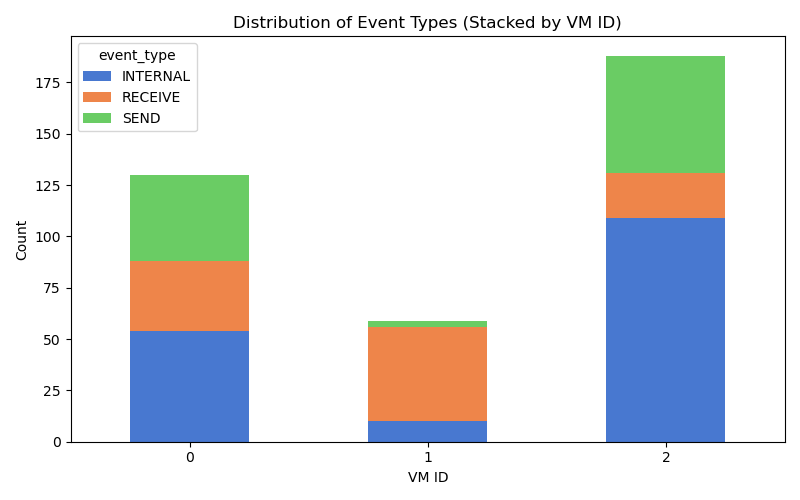 Distribution of Event Types (Stacked by VM ID)
event_type
INTERNAL
RECEIVE
SEND
175
150
125
100
75
50
25
0
Count
0 1 2
VM ID